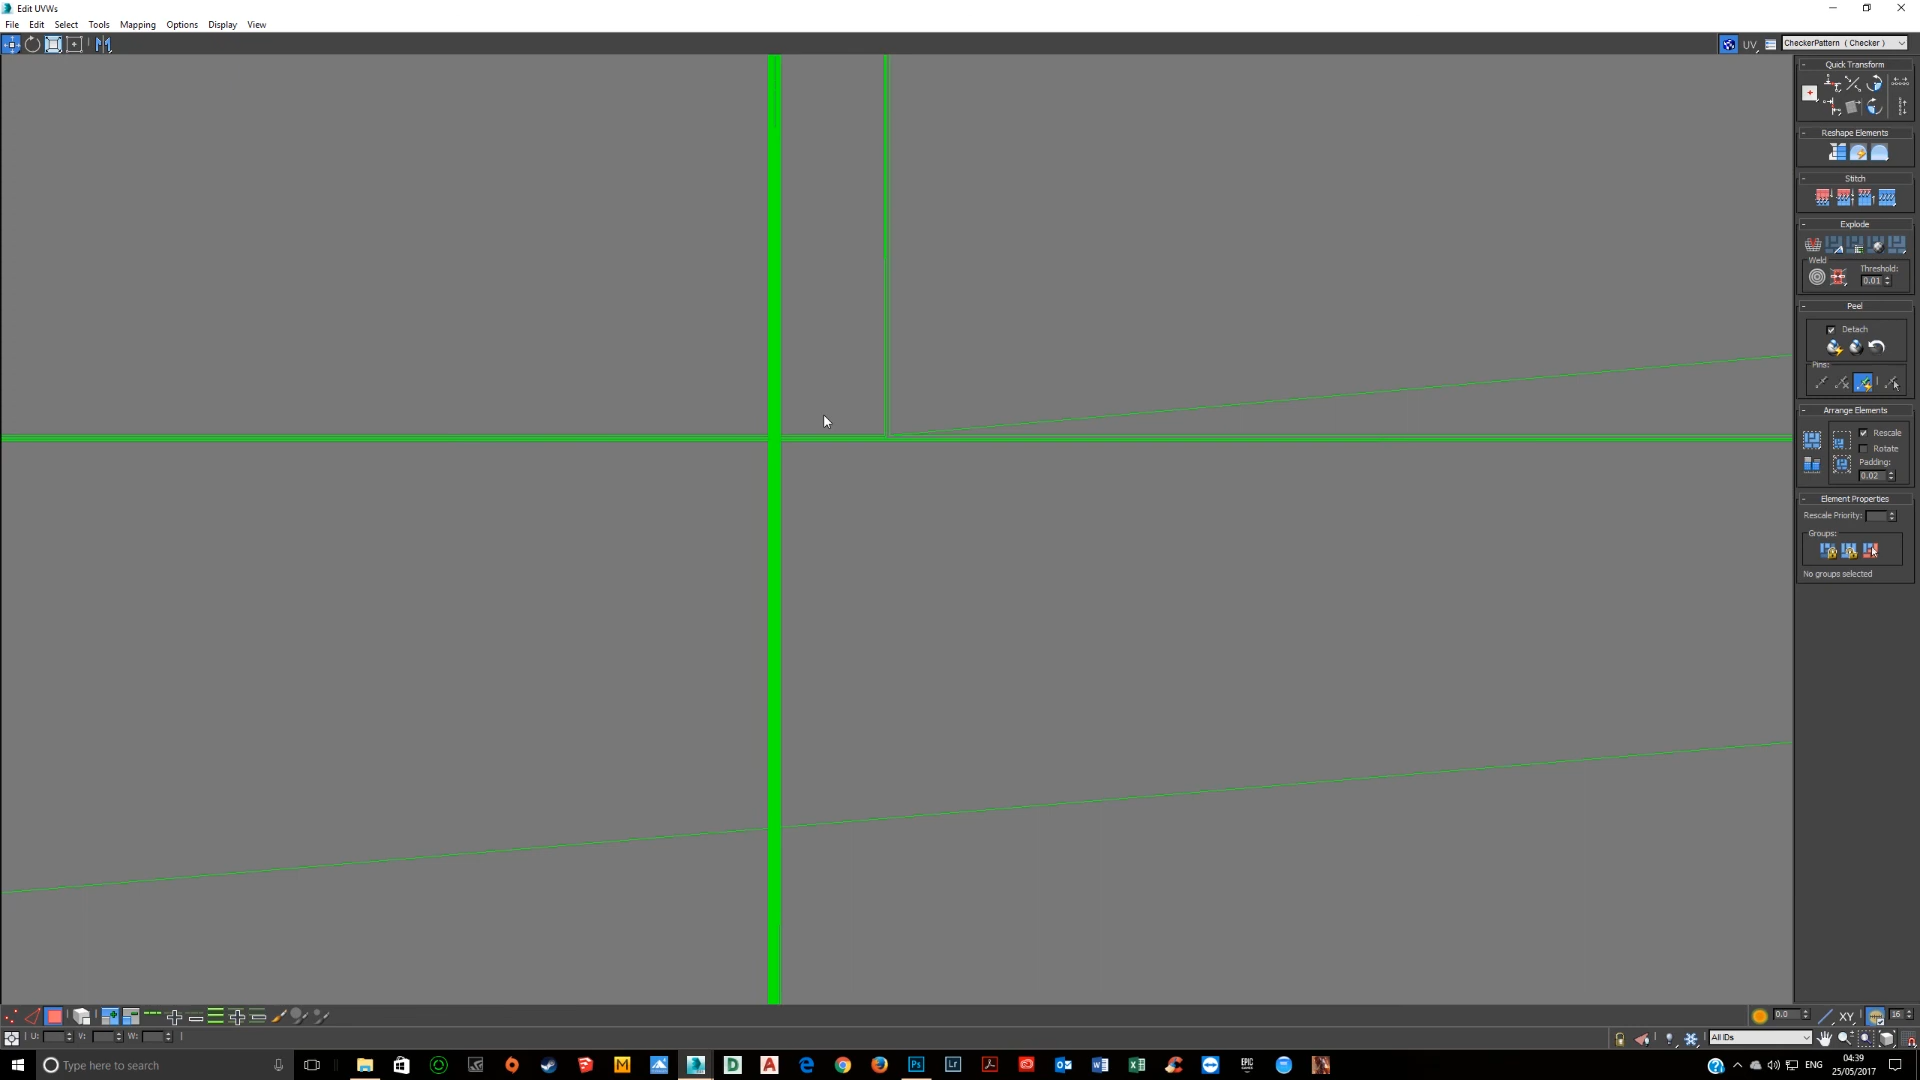 Edit UVWs
File Edit Select Tools Mapping Options Display View
UV CheckerPattern ( Checker )
Quick Transform
Reshape Elements
Stitch
Explode
Weld
Threshold:
0.01
Peel
Detach
Pins:
Arrange Elements
Rescale
Rotate
Padding:
0.02
Element Properties
Rescale Priority:
Groups:
No groups selected
0.0 XY 16
U: V: W: All IDs
Type here to search
ENG
04:39
25/05/2017